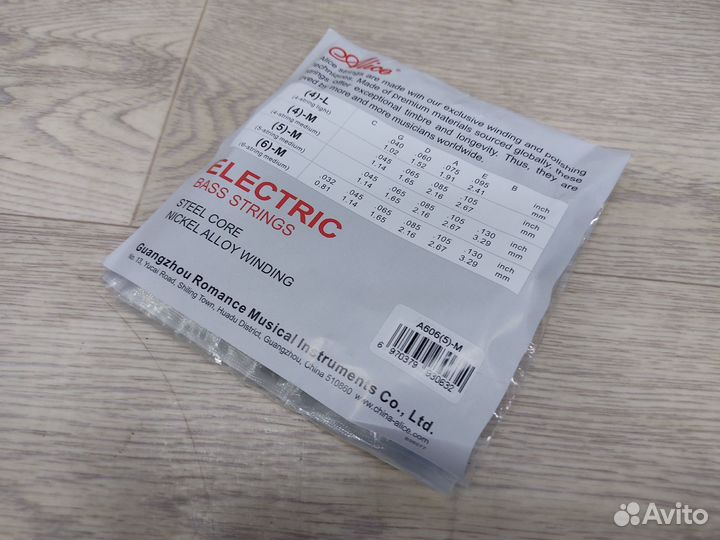 Alice®
Alice strings are made with our exclusive winding and polishing
techniques. Made of premium materials sourced globally, these
strings offer exceptional timbre and longevity. Thus, they are
loved by more and more musicians worldwide.
C G D A E B
(4)-L .040 .060 .075 .095 inch
(4-string light) 1.02 1.52 1.91 2.41 mm
(4)-M .045 .065 .085 .105 inch
(4-string medium) 1.14 1.65 2.16 2.67 mm
(5)-M .045 .065 .085 .105 .130 inch
(5-string medium) 1.14 1.65 2.16 2.67 3.29 mm
(6)-M .032 .045 .065 .085 .105 .130 inch
(6-string medium) 0.81 1.14 1.65 2.16 2.67 3.29 mm
ELECTRIC
BASS STRINGS
STEEL CORE
NICKEL ALLOY WINDING
A606(5)-M
6 970379 530632
Guangzhou Romance Musical Instruments Co., Ltd.
No. 13, Yucai Road, Shiling Town, Huadu District, Guangzhou, China 510860 www.china-alice.com
Avito